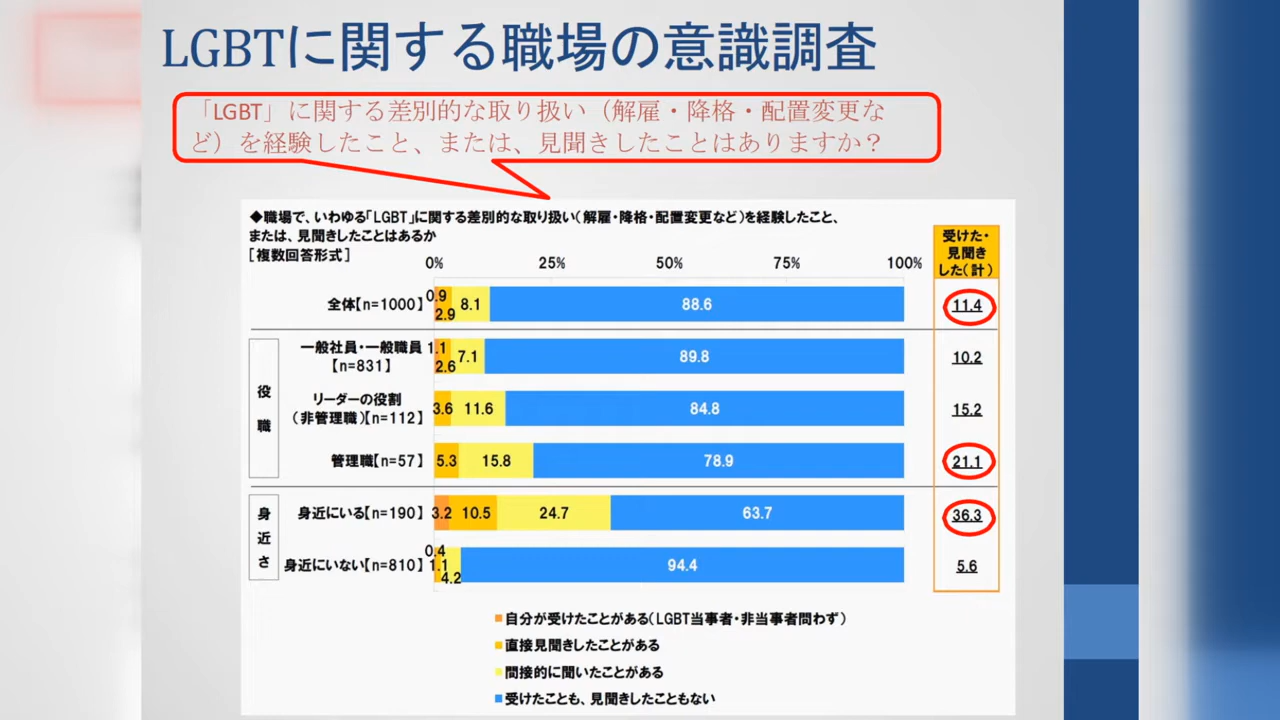 LGBTに関する職場の意識調査
「LGBT」に関する差別的な取り扱い（解雇・降格・配置変更な
ど）を経験したこと、または、見聞きしたことはありますか？
◆職場で、いわゆる「LGBT」に関する差別的な取り扱い（解雇・降格・配置変更など）を経験したこと、
または、見聞きしたことはあるか
［複数回答形式］
受けた・
見聞き
した（計）
0% 25% 50% 75% 100%
全体【n=1000】 0.9 2.9 8.1 88.6 11.4
役職
一般社員・一般職員
【n=831】 1.1 2.6 7.1 89.8 10.2
リーダーの役割
（非管理職）【n=112】 3.6 11.6 84.8 15.2
管理職【n=57】 5.3 15.8 78.9 21.1
身近さ
身近にいる【n=190】 3.2 10.5 24.7 63.7 36.3
身近にいない【n=810】 0.4 1.1 4.2 94.4 5.6
自分が受けたことがある（LGBT当事者・非当事者問わず）
直接見聞きしたことがある
間接的に聞いたことがある
受けたことも、見聞きしたこともない